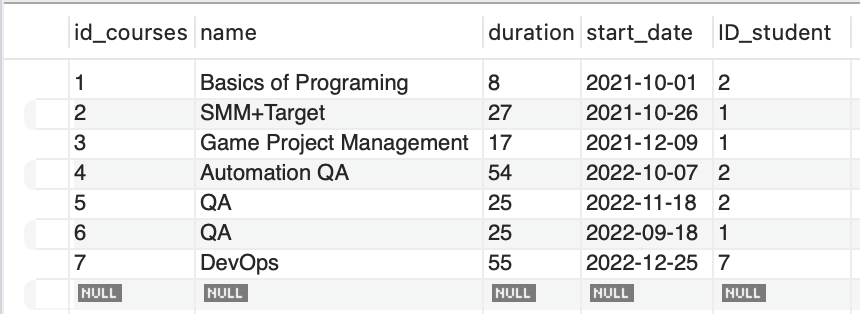 id_courses name duration start_date ID_student
1 Basics of Programing 8 2021-10-01 2
2 SMM+Target 27 2021-10-26 1
3 Game Project Management 17 2021-12-09 1
4 Automation QA 54 2022-10-07 2
5 QA 25 2022-11-18 2
6 QA 25 2022-09-18 1
7 DevOps 55 2022-12-25 7
NULL NULL NULL NULL NULL